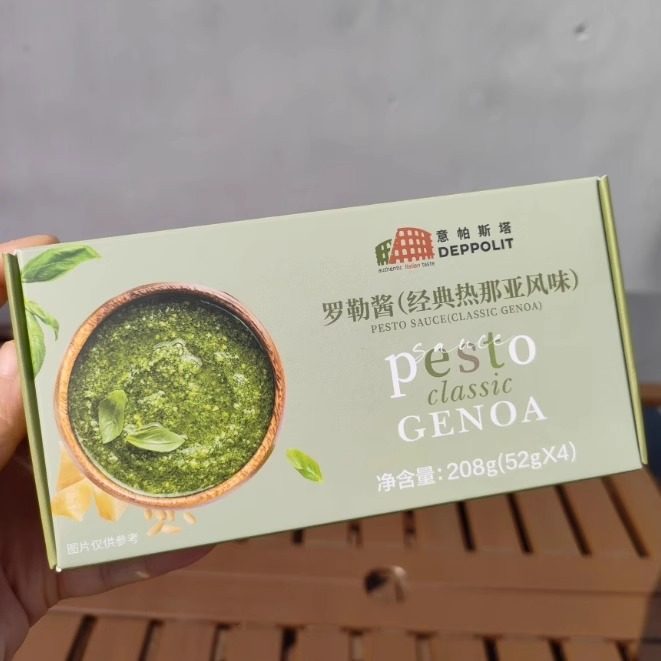 意帕斯塔
DEPPOLIT
authentic italian taste
罗勒酱(经典热那亚风味)
PESTO SAUCE(CLASSIC GENOA)
sauce
pesto
classic
GENOA
净含量:208g(52gX4)
图片仅供参考